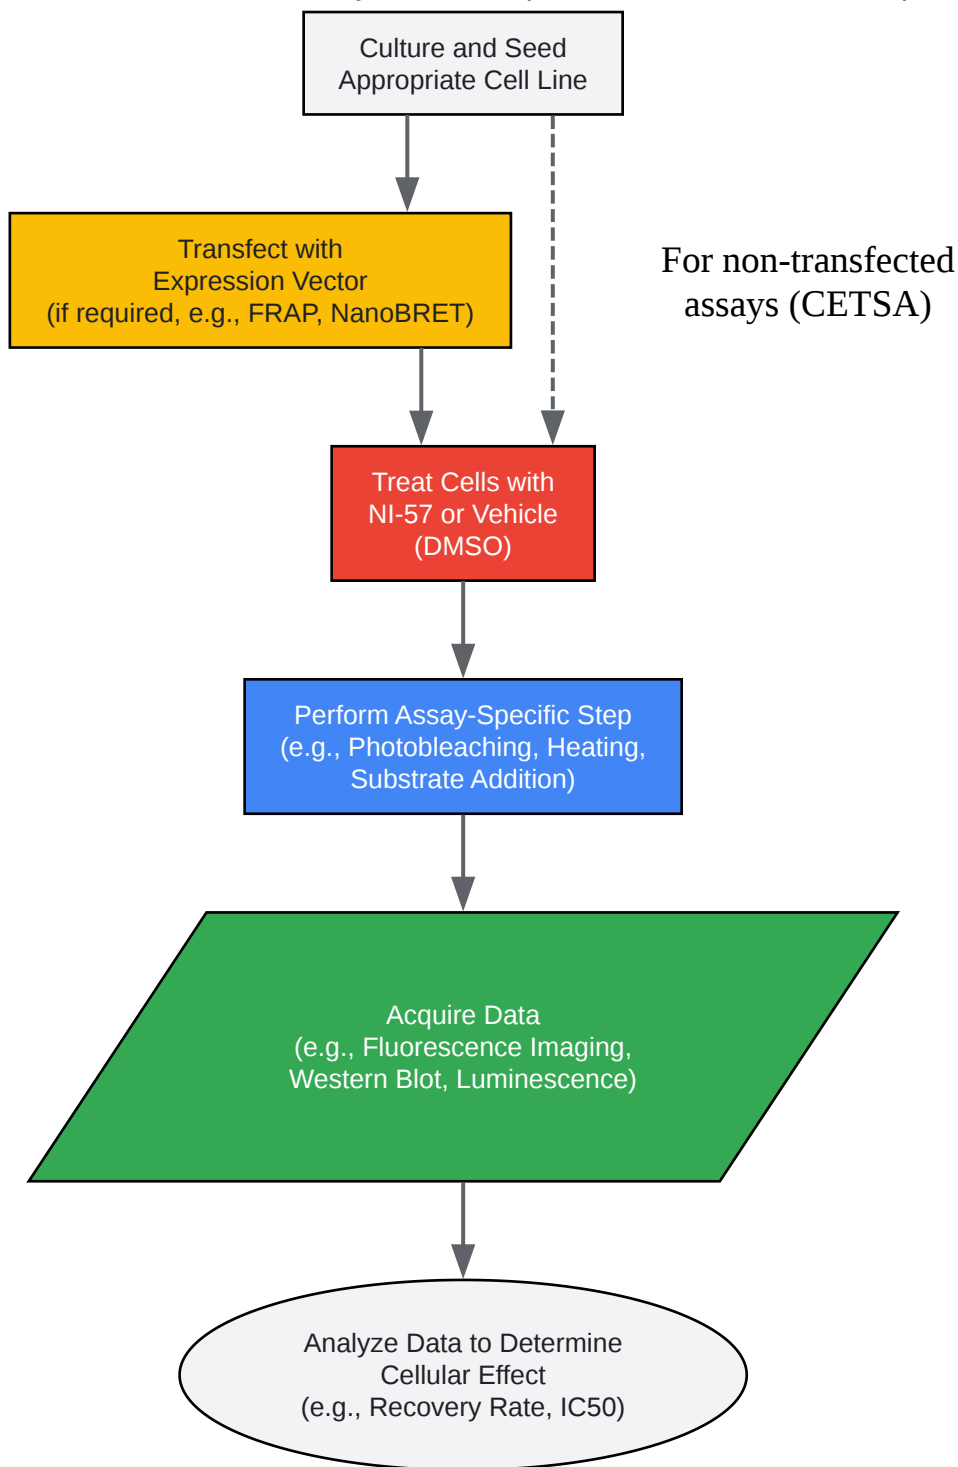 Culture and Seed
Appropriate Cell Line
Transfect with
Expression Vector
(if required, e.g., FRAP, NanoBRET)
For non-transfected
assays (CETSA)
Treat Cells with
NI-57 or Vehicle
(DMSO)
Perform Assay-Specific Step
(e.g., Photobleaching, Heating,
Substrate Addition)
Acquire Data
(e.g., Fluorescence Imaging,
Western Blot, Luminescence)
Analyze Data to Determine
Cellular Effect
(e.g., Recovery Rate, IC50)